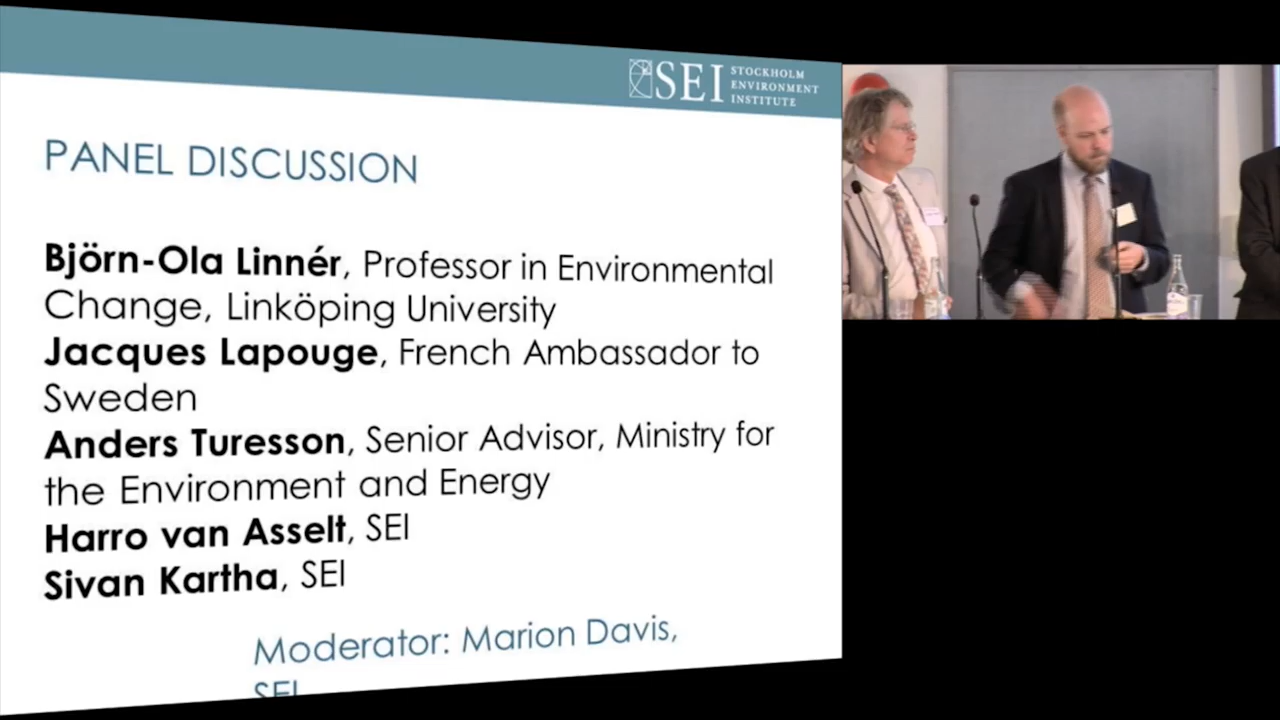 SEI STOCKHOLM
ENVIRONMENT
INSTITUTE
PANEL DISCUSSION
Björn-Ola Linnér, Professor in Environmental
Change, Linköping University
Jacques Lapouge, French Ambassador to
Sweden
Anders Turesson, Senior Advisor, Ministry for
the Environment and Energy
Harro van Asselt, SEI
Sivan Kartha, SEI
Moderator: Marion Davis,
SEI